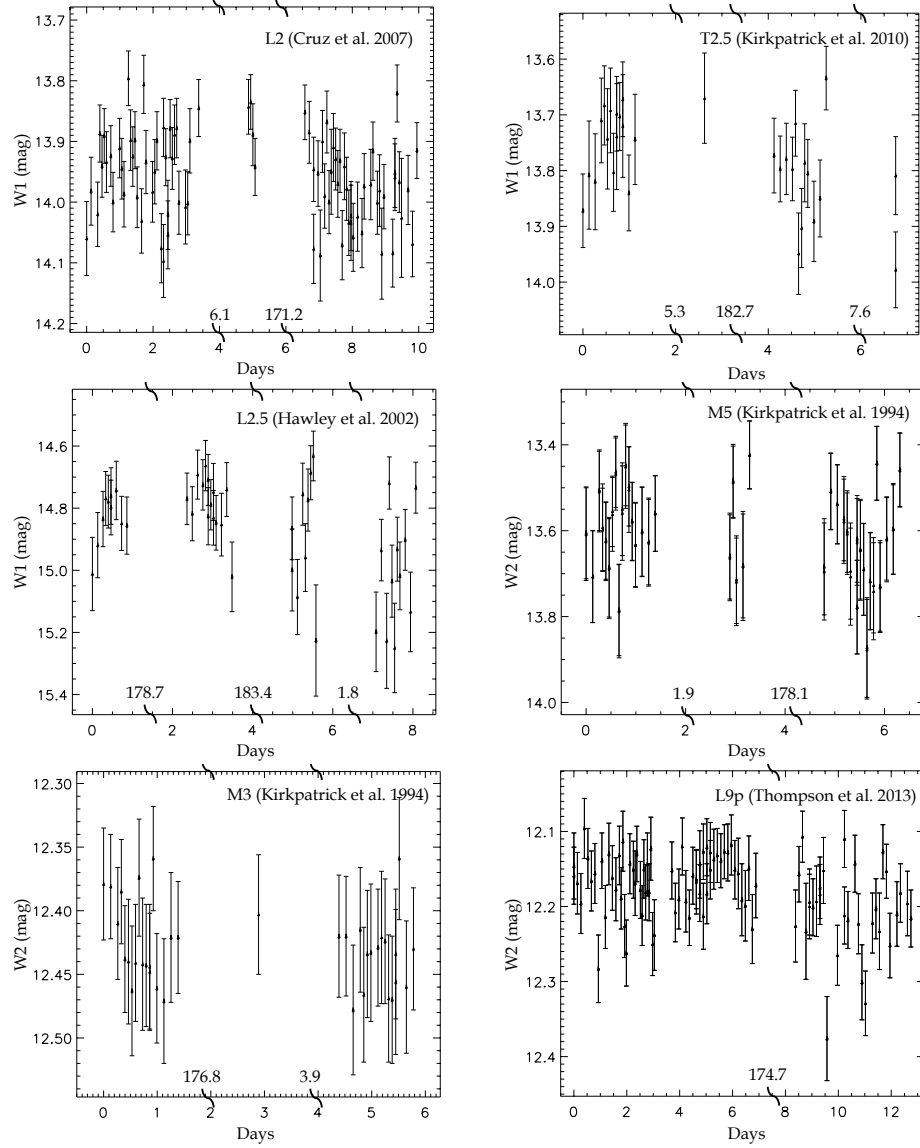 L2 (Cruz et al. 2007)
W1 (mag)
13.7
13.8
13.9
14.0
14.1
14.2
6.1 171.2
0 2 4 6 8 10
Days
T2.5 (Kirkpatrick et al. 2010)
W1 (mag)
13.6
13.7
13.8
13.9
14.0
5.3 182.7 7.6
0 2 4 6
Days
L2.5 (Hawley et al. 2002)
W1 (mag)
14.6
14.8
15.0
15.2
15.4
178.7 183.4 1.8
0 2 4 6 8
Days
M5 (Kirkpatrick et al. 1994)
W2 (mag)
13.4
13.6
13.8
14.0
1.9 178.1
0 2 4 6
Days
M3 (Kirkpatrick et al. 1994)
W2 (mag)
12.30
12.35
12.40
12.45
12.50
176.8 3.9
0 1 2 3 4 5 6
Days
L9p (Thompson et al. 2013)
W2 (mag)
12.1
12.2
12.3
12.4
174.7
0 2 4 6 8 10 12
Days